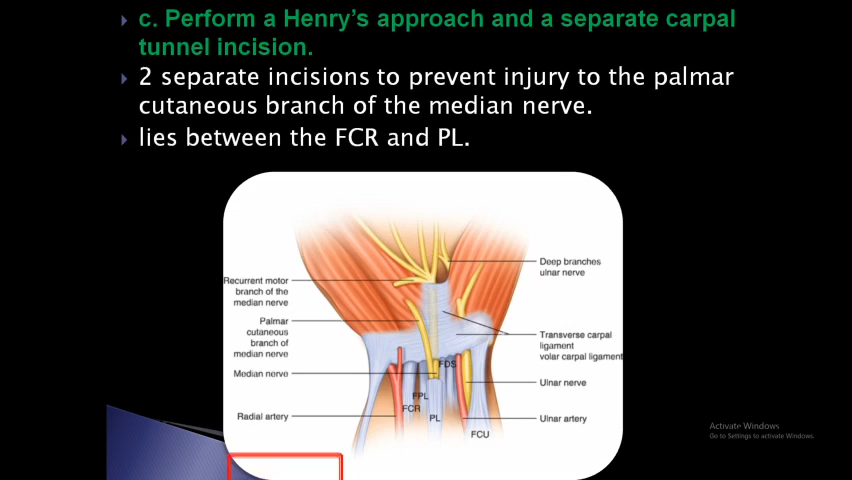 c. Perform a Henry's approach and a separate carpal
tunnel incision.
2 separate incisions to prevent injury to the palmar
cutaneous branch of the median nerve.
lies between the FCR and PL.
Recurrent motor
branch of the
median nerve
Palmar
cutaneous
branch of
median nerve
Median nerve
Radial artery
FDS
FPL
FCR
PL
FCU
Deep branches
ulnar nerve
Transverse carpal
ligament
volar carpal ligament
Ulnar nerve
Ulnar artery
Activate Windows
Go to Settings to activate Windows.